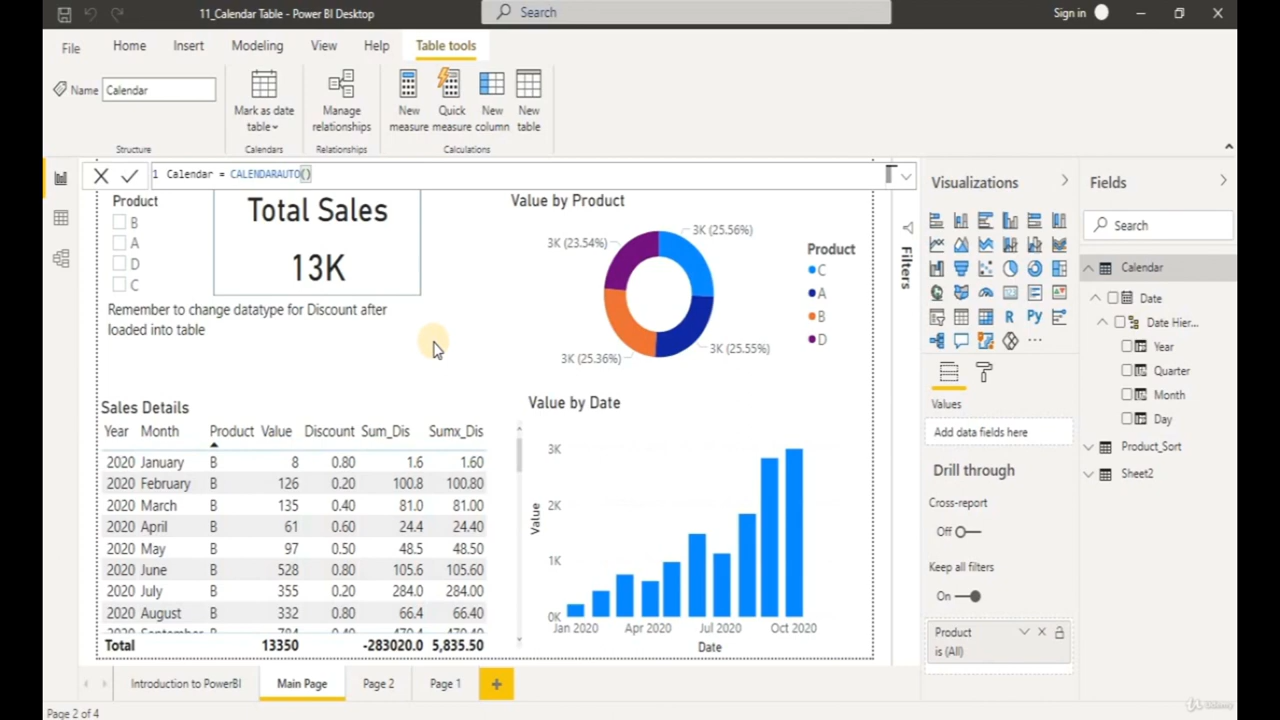 11_Calendar Table - Power BI Desktop
Search
Sign in
File
Home
Insert
Modeling
View
Help
Table tools
Name
Calendar
Mark as date
table
Manage
relationships
New
measure
Quick
measure
New
column
New
table
Structure
Calendars
Relationships
Calculations
1 Calendar = CALENDARAUTO()
Product
B
A
D
C
Total Sales
13K
Remember to change datatype for Discount after
loaded into table
Value by Product
3K (23.54%)
3K (25.56%)
3K (25.36%)
3K (25.55%)
Product
C
A
B
D
Sales Details
Year Month Product Value Discount Sum_Dis Sumx_Dis
2020 January B 8 0.80 1.6 1.60
2020 February B 126 0.20 100.8 100.80
2020 March B 135 0.40 81.0 81.00
2020 April B 61 0.60 24.4 24.40
2020 May B 97 0.50 48.5 48.50
2020 June B 528 0.80 105.6 105.60
2020 July B 355 0.20 284.0 284.00
2020 August B 332 0.80 66.4 66.40
Total 13350 -283020.0 5,835.50
Value by Date
3K
2K
1K
0K
Value
Jan 2020 Apr 2020 Jul 2020 Oct 2020
Date
Filters
Visualizations
Values
Add data fields here
Drill through
Cross-report
Off
Keep all filters
On
Product
is (All)
Fields
Search
Calendar
Date
Date Hier...
Year
Quarter
Month
Day
Product_Sort
Sheet2
Introduction to PowerBI
Main Page
Page 2
Page 1
Page 2 of 4
Udemy